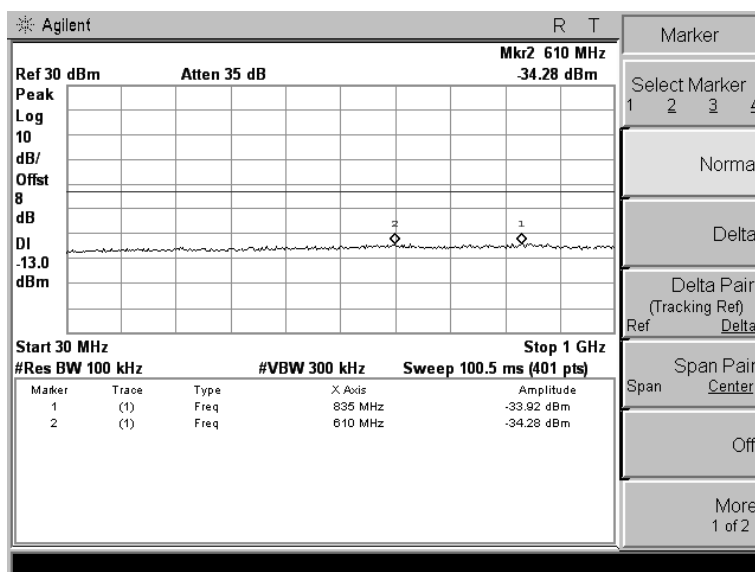 Agilent R T
Mkr2 610 MHz
Ref 30 dBm Atten 35 dB -34.28 dBm
Peak
Log
10
dB/
Offst
8
dB
DI
-13.0
dBm
2 1
Start 30 MHz Stop 1 GHz
#Res BW 100 kHz #VBW 300 kHz Sweep 100.5 ms (401 pts)
Marker Trace Type X Axis Amplitude
1 (1) Freq 835 MHz -33.92 dBm
2 (1) Freq 610 MHz -34.28 dBm
Marker
Select Marker
1 2 3 4
Norma
Delta
Delta Pair
(Tracking Ref)
Ref Delta
Span Pair
Span Center
Off
More
1 of 2